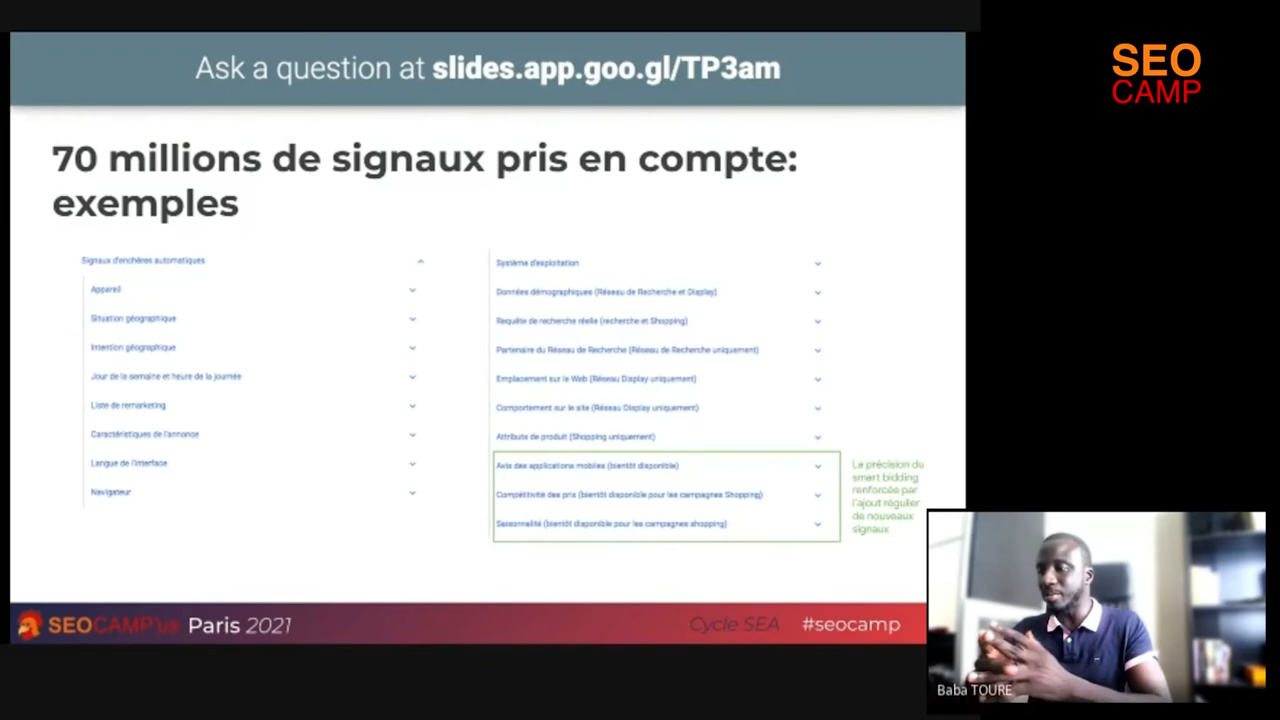 Ask a question at slides.app.goo.gl/TP3am
SEO
CAMP
70 millions de signaux pris en compte:
exemples
Signaux d'enchères automatiques
Appareil
Situation géographique
Intention géographique
Jour de la semaine et heure de la journée
Liste de remarketing
Caractéristiques de l'annonce
Langue de l'interface
Navigateur
Système d'exploitation
Données démographiques (Réseau de Recherche et Display)
Requête de recherche réelle (recherche et Shopping)
Partenaire du Réseau de Recherche (Réseau de Recherche uniquement)
Emplacement sur le Web (Réseau Display uniquement)
Comportement sur le site (Réseau Display uniquement)
Attributs de produit (Shopping uniquement)
Avis des applications mobiles (bientôt disponible)
Compétitivité des prix (bientôt disponible pour les campagnes Shopping)
Saisonnalité (bientôt disponible pour les campagnes shopping)
La précision du
smart bidding
renforcée par
l'ajout régulier
de nouveaux
signaux
SEOCAMP'us Paris 2021
Cycle SEA #seocamp
Baba TOURE